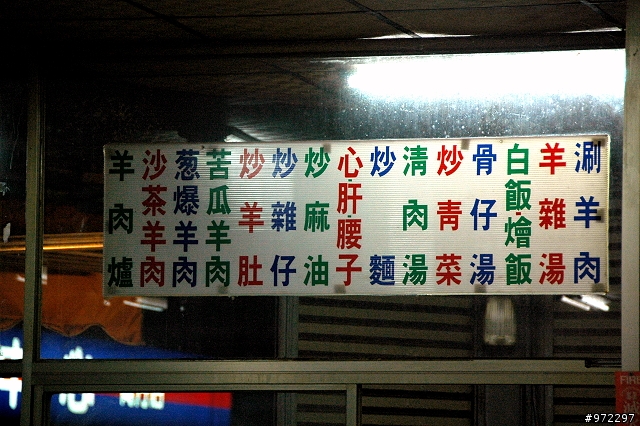 涮羊肉
羊雜湯
白飯燴飯
骨仔湯
炒青菜
清肉湯
炒麵
心肝腰子
炒麻油
炒雜仔
炒羊肚
苦瓜羊肉
葱爆羊肉
沙茶羊肉
羊肉爐
#972297